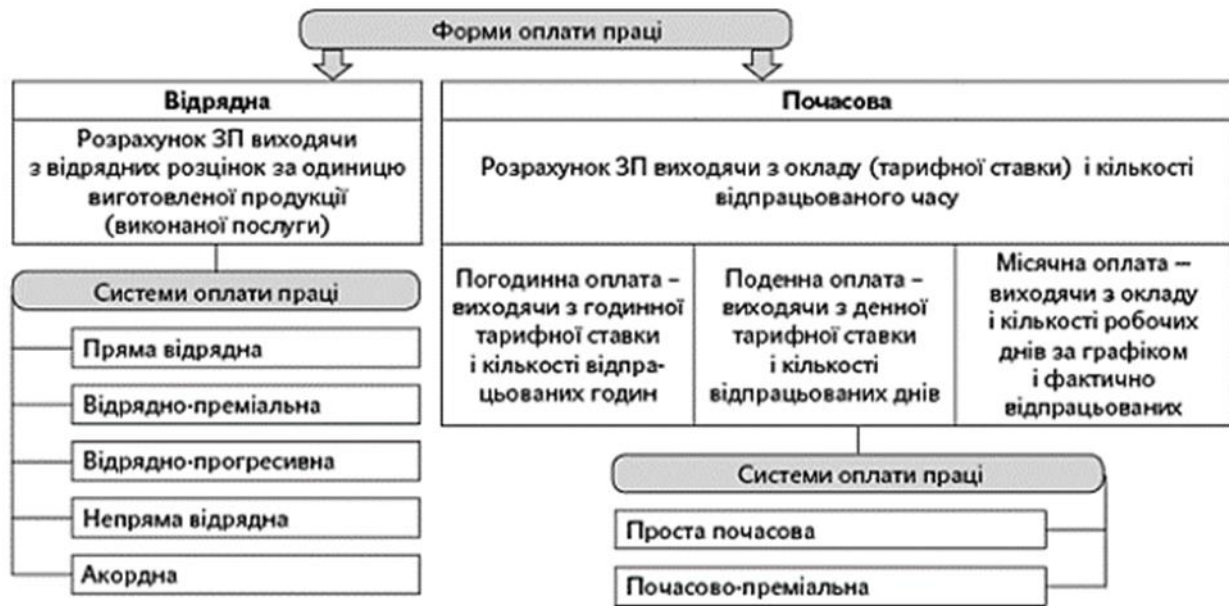 Форми оплати праці
Відрядна
Розрахунок ЗП виходячи
з відрядних розцінок за одиницю
виготовленої продукції
(виконаної послуги)
Системи оплати праці
Пряма відрядна
Відрядно-преміальна
Відрядно-прогресивна
Непряма відрядна
Акордна
Почасова
Розрахунок ЗП виходячи з окладу (тарифної ставки) і кількості
відпрацьованого часу
Погодинна оплата –
виходячи з годинної
тарифної ставки
і кількості відпра-
цьованих годин
Поденна оплата –
виходячи з денної
тарифної ставки
і кількості
відпрацьованих днів
Місячна оплата –
виходячи з окладу
і кількості робочих
днів за графіком
і фактично
відпрацьованих
Системи оплати праці
Проста почасова
Почасово-преміальна